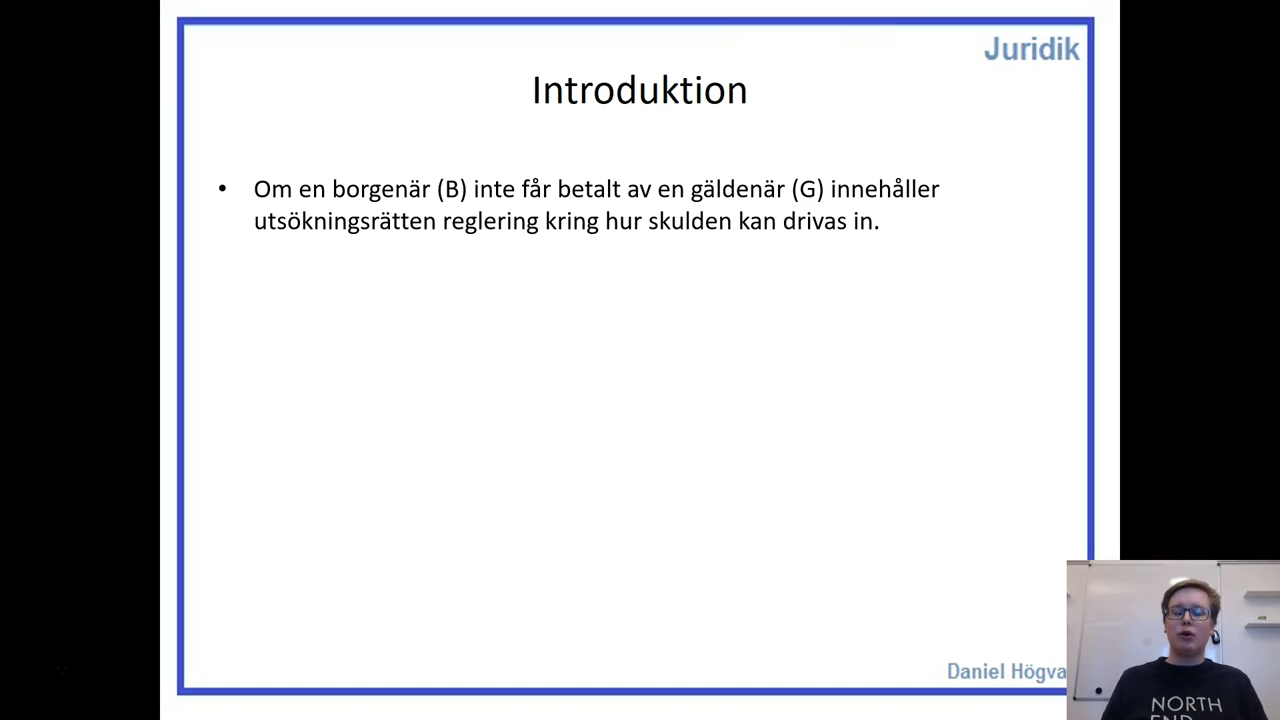 Juridik
Introduktion
• Om en borgenär (B) inte får betalt av en gäldenär (G) innehåller
utsökningsrätten reglering kring hur skulden kan drivas in.
Daniel Högva
NORTH
END